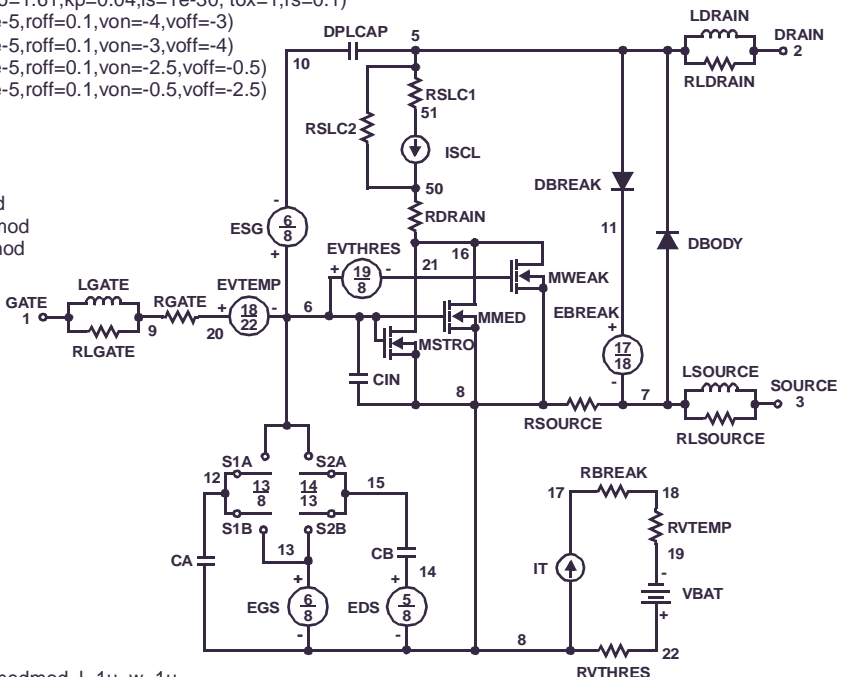 o=1.61,kp=0.04,is=1e-30, tox=1,rs=0.1)
e-5,roff=0.1,von=-4,voff=-3)
e-5,roff=0.1,von=-3,voff=-4)
e-5,roff=0.1,von=-2.5,voff=-0.5)
e-5,roff=0.1,von=-0.5,voff=-2.5)
d
nod
nod
LDRAIN
DPLCAP
5
DRAIN
2
10
RLDRAIN
RSLC1
51
RSLC2
ISCL
50
DBREAK
-
ESG
6
8
+
RDRAIN
11
DBODY
EVTHRES
16
+
19
8
-
21
MWEAK
LGATE
EVTEMP
EBREAK
GATE
1
RGATE
+
18
22
-
6
MMED
+
9
20
MSTRO
17
18
RLGATE
-
LSOURCE
CIN
8
7
SOURCE
3
RSOURCE
RLSOURCE
S1A
S2A
12
13
8
14
13
15
RBREAK
17
18
S1B
S2B
RVTEMP
13
CB
19
CA
14
IT
-
+
+
VBAT
EGS
6
8
EDS
5
8
+
-
-
8
22
RVTHRES